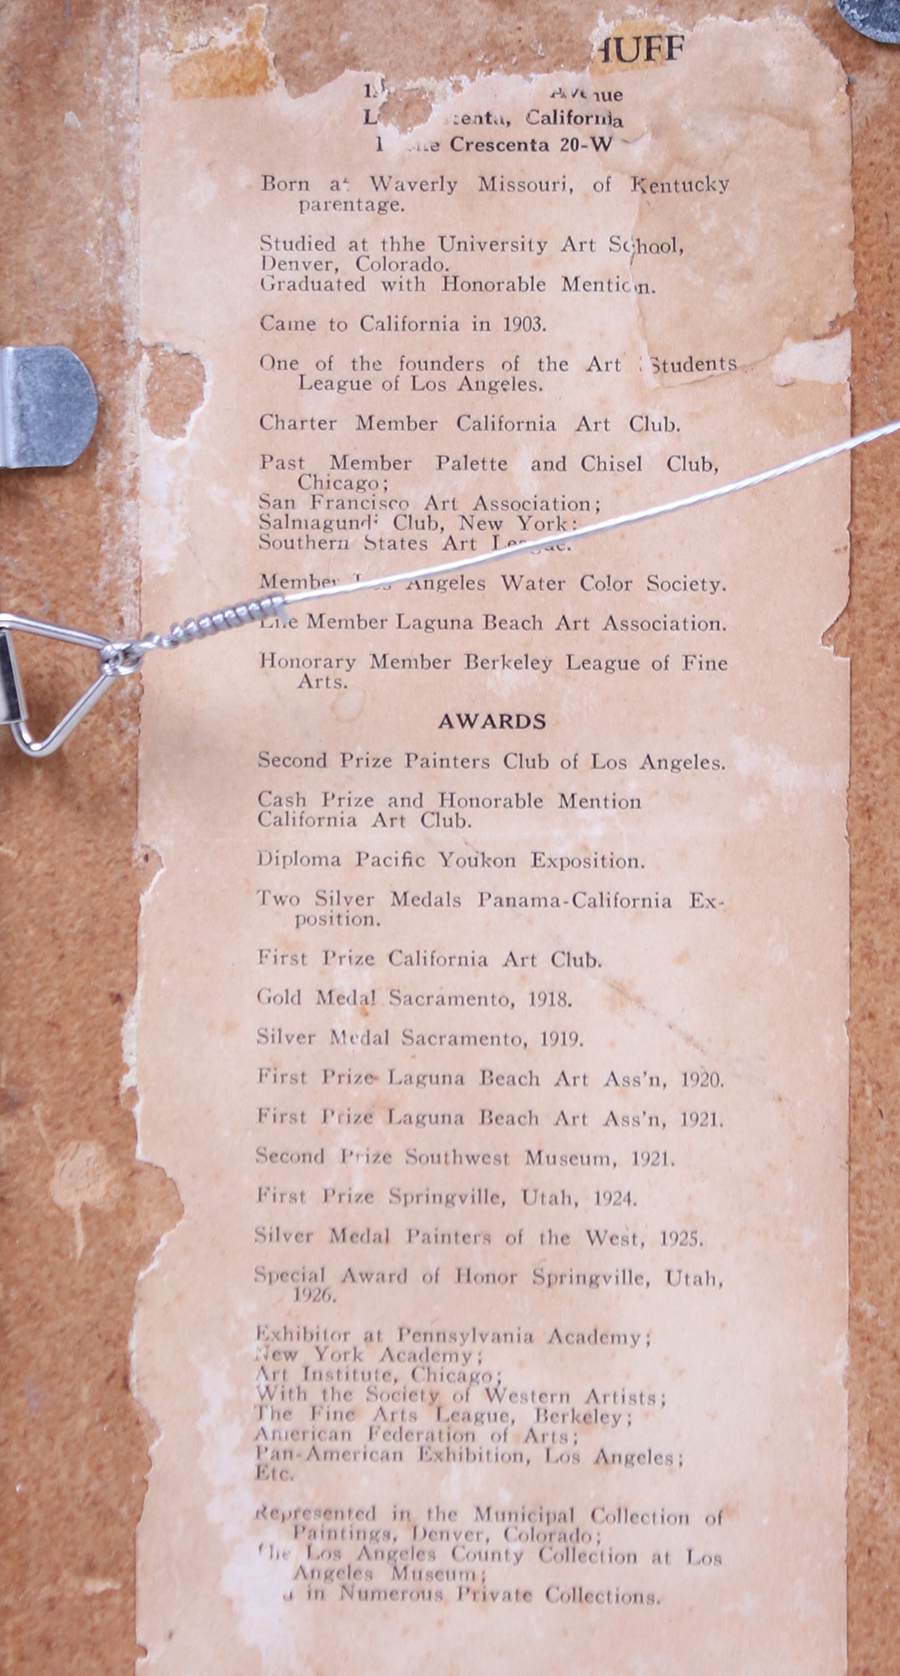 HUFF
California
Crescenta 20-W
Born at Waverly Missouri, of Kentucky
parentage.
Studied at thhe University Art School,
Denver, Colorado.
Graduated with Honorable Mention.
Came to California in 1903.
One of the founders of the Art Students
League of Los Angeles.
Charter Member California Art Club.
Past Member Palette and Chisel Club,
Chicago;
San Francisco Art Association;
Salmagundi Club, New York;
Southern States Art League.
Member Los Angeles Water Color Society.
Life Member Laguna Beach Art Association.
Honorary Member Berkeley League of Fine
Arts.
AWARDS
Second Prize Painters Club of Los Angeles.
Cash Prize and Honorable Mention
California Art Club.
Diploma Pacific Youkon Exposition.
Two Silver Medals Panama-California Ex-
position.
First Prize California Art Club.
Gold Medal Sacramento, 1918.
Silver Medal Sacramento, 1919.
First Prize Laguna Beach Art Ass'n, 1920.
First Prize Laguna Beach Art Ass'n, 1921.
Second Prize Southwest Museum, 1921.
First Prize Springville, Utah, 1924.
Silver Medal Painters of the West, 1925.
Special Award of Honor Springville, Utah,
1926.
Exhibitor at Pennsylvania Academy;
New York Academy;
Art Institute, Chicago;
With the Society of Western Artists;
The Fine Arts League, Berkeley;
American Federation of Arts;
Pan-American Exhibition, Los Angeles;
Etc.
Represented in the Municipal Collection of
Paintings, Denver, Colorado;
The Los Angeles County Collection at Los
Angeles Museum;
in Numerous Private Collections.